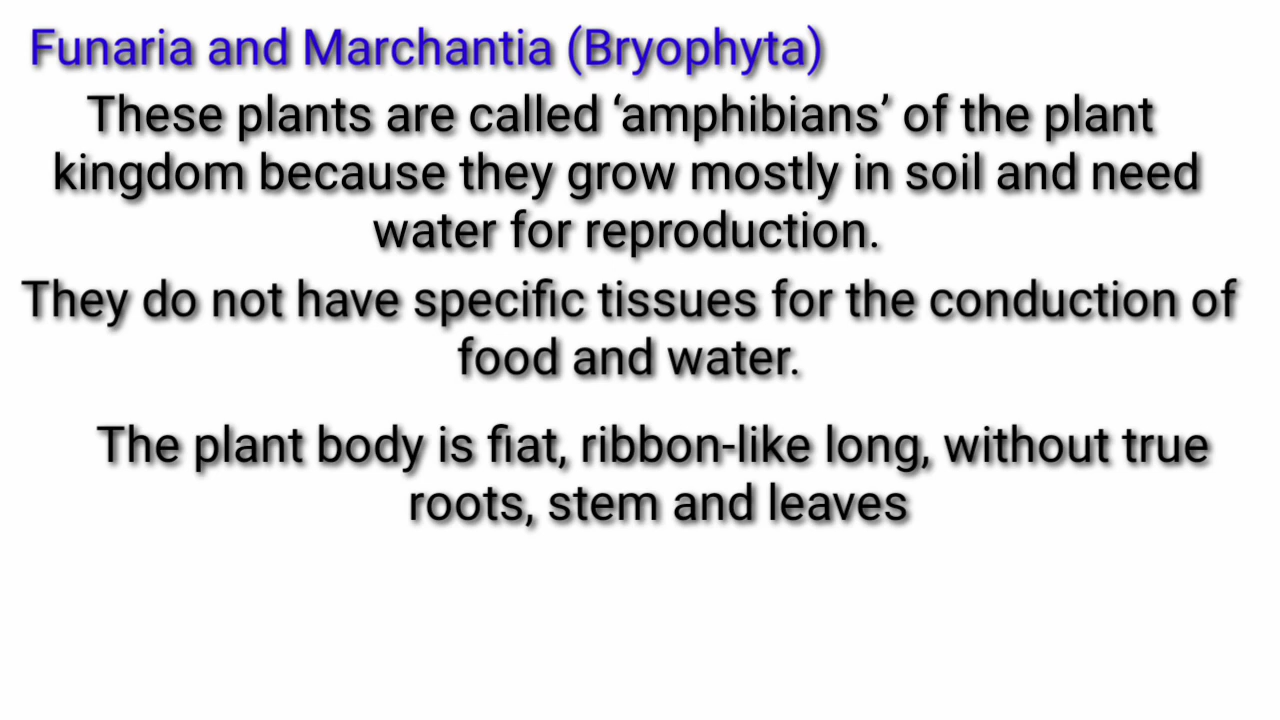 Funaria and Marchantia (Bryophyta)
These plants are called ‘amphibians’ of the plant
kingdom because they grow mostly in soil and need
water for reproduction.
They do not have specific tissues for the conduction of
food and water.
The plant body is fiat, ribbon-like long, without true
roots, stem and leaves